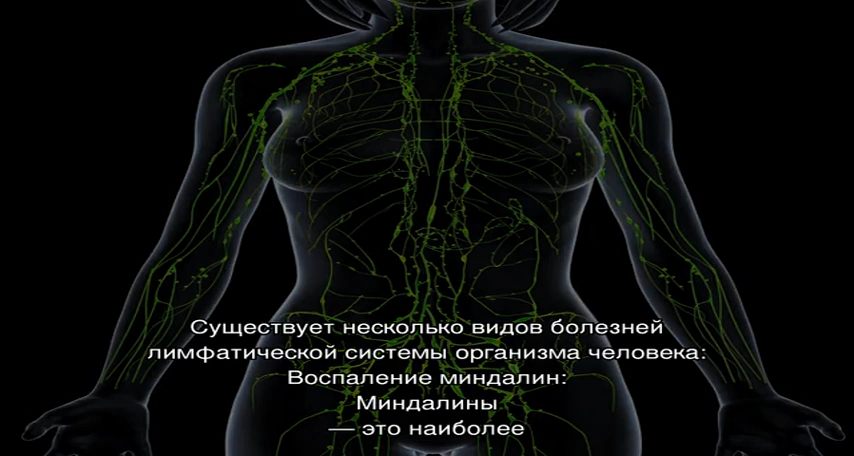 Существует несколько видов болезней
лимфатической системы организма человека:
Воспаление миндалин:
Миндалины
— это наиболее